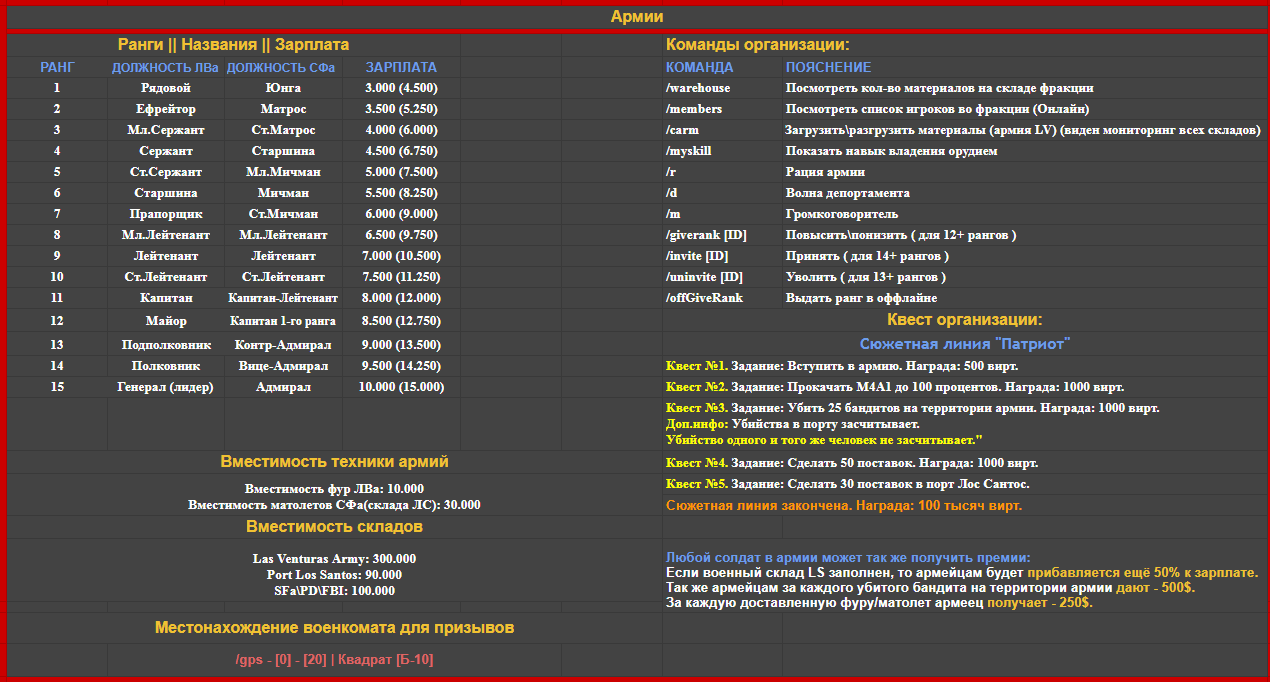 Армии
Ранги || Названия || Зарплата
РАНГ ДОЛЖНОСТЬ ЛВа ДОЛЖНОСТЬ СФа ЗАРПЛАТА
1 Рядовой Юнга 3.000 (4.500)
2 Ефрейтор Матрос 3.500 (5.250)
3 Мл.Сержант Ст.Матрос 4.000 (6.000)
4 Сержант Старшина 4.500 (6.750)
5 Ст.Сержант Мл.Мичман 5.000 (7.500)
6 Старшина Мичман 5.500 (8.250)
7 Прапорщик Ст.Мичман 6.000 (9.000)
8 Мл.Лейтенант Мл.Лейтенант 6.500 (9.750)
9 Лейтенант Лейтенант 7.000 (10.500)
10 Ст.Лейтенант Ст.Лейтенант 7.500 (11.250)
11 Капитан Капитан-Лейтенант 8.000 (12.000)
12 Майор Капитан 1-го ранга 8.500 (12.750)
13 Подполковник Контр-Адмирал 9.000 (13.500)
14 Полковник Вице-Адмирал 9.500 (14.250)
15 Генерал (лидер) Адмирал 10.000 (15.000)
Вместимость техники армий
Вместимость фур ЛВа: 10.000
Вместимость матолетов СФа(склада ЛС): 30.000
Вместимость складов
Las Venturas Army: 300.000
Port Los Santos: 90.000
SFa\PD\FBI: 100.000
Местонахождение военкомата для призывов
/gps - [0] - [20] | Квадрат [Б-10]
Команды организации:
КОМАНДА ПОЯСНЕНИЕ
/warehouse Посмотреть кол-во материалов на складе фракции
/members Посмотреть список игроков во фракции (Онлайн)
/carm Загрузить\разгрузить материалы (армия LV) (виден мониторинг всех складов)
/myskill Показать навык владения орудием
/r Рация армии
/d Волна депортамента
/m Громкоговоритель
/giverank [ID] Повысить\понизить ( для 12+ рангов )
/invite [ID] Принять ( для 14+ рангов )
/uninvite [ID] Уволить ( для 13+ рангов )
/offGiveRank Выдать ранг в оффлайне
Квест организации:
Сюжетная линия "Патриот"
Квест №1. Задание: Вступить в армию. Награда: 500 вирт.
Квест №2. Задание: Прокачать M4A1 до 100 процентов. Награда: 1000 вирт.
Квест №3. Задание: Убить 25 бандитов на территории армии. Награда: 1000 вирт.
Доп.инфо: Убийства в порту засчитывает.
Убийство одного и того же человек не засчитывает."
Квест №4. Задание: Сделать 50 поставок. Награда: 1000 вирт.
Квест №5. Задание: Сделать 30 поставок в порт Лос Сантос.
Сюжетная линия закончена. Награда: 100 тысяч вирт.
Любой солдат в армии может так же получить премии:
Если военный склад LS заполнен, то армейцам будет прибавляется ещё 50% к зарплате.
Так же армейцам за каждого убитого бандита на территории армии дают - 500$.
За каждую доставленную фуру/матолет армеец получает - 250$.